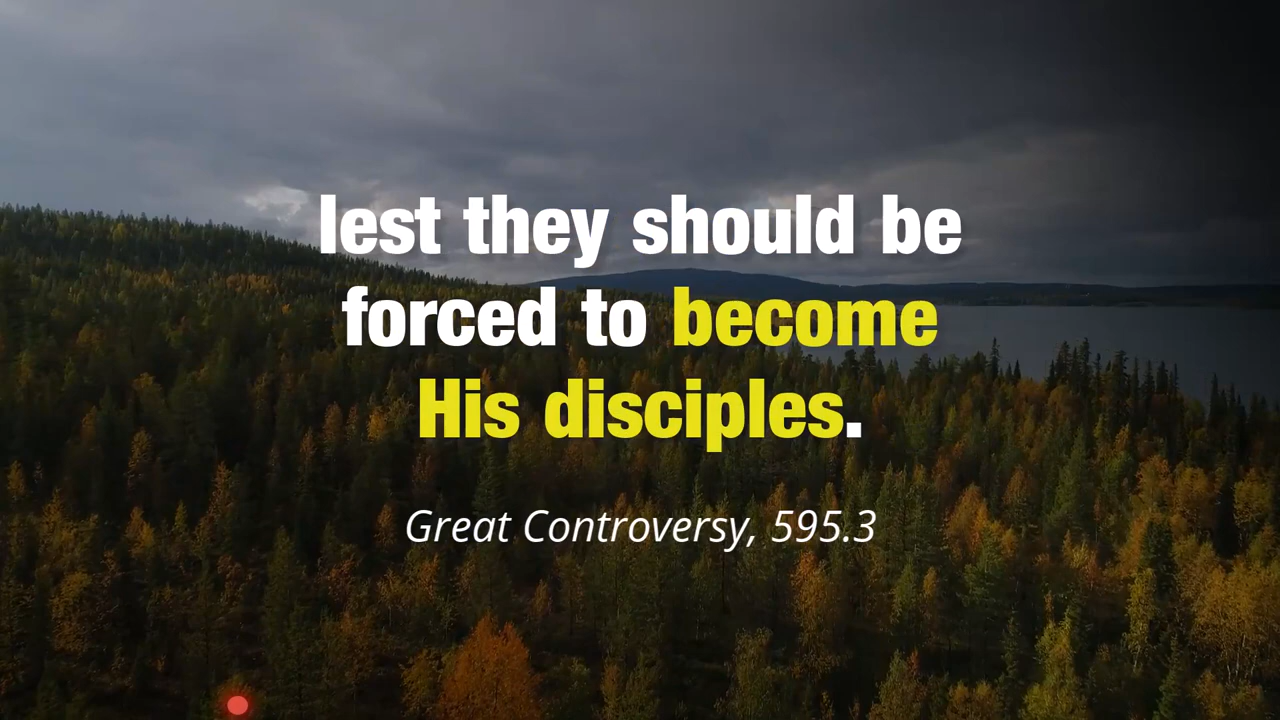 lest they should be
forced to become
His disciples.
Great Controversy, 595.3